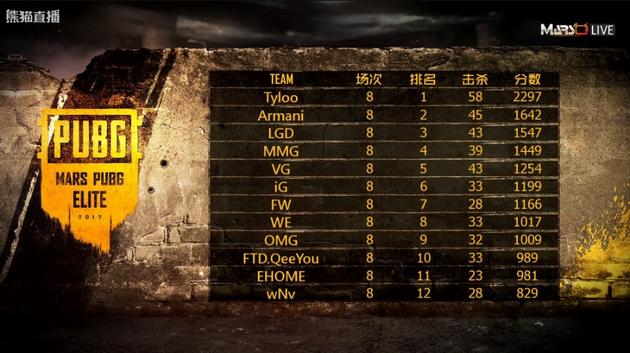 熊猫直播
MARS LIVE
PUBG
MARS PUBG
ELITE
2017
TEAM 场次 排名 击杀 分数
Tyloo 8 1 58 2297
Armani 8 2 45 1642
LGD 8 3 43 1547
MMG 8 4 39 1449
VG 8 5 43 1254
iG 8 6 33 1199
FW 8 7 28 1166
WE 8 8 33 1017
OMG 8 9 32 1009
FTD.QeeYou 8 10 33 989
EHOME 8 11 23 981
wNv 8 12 28 829